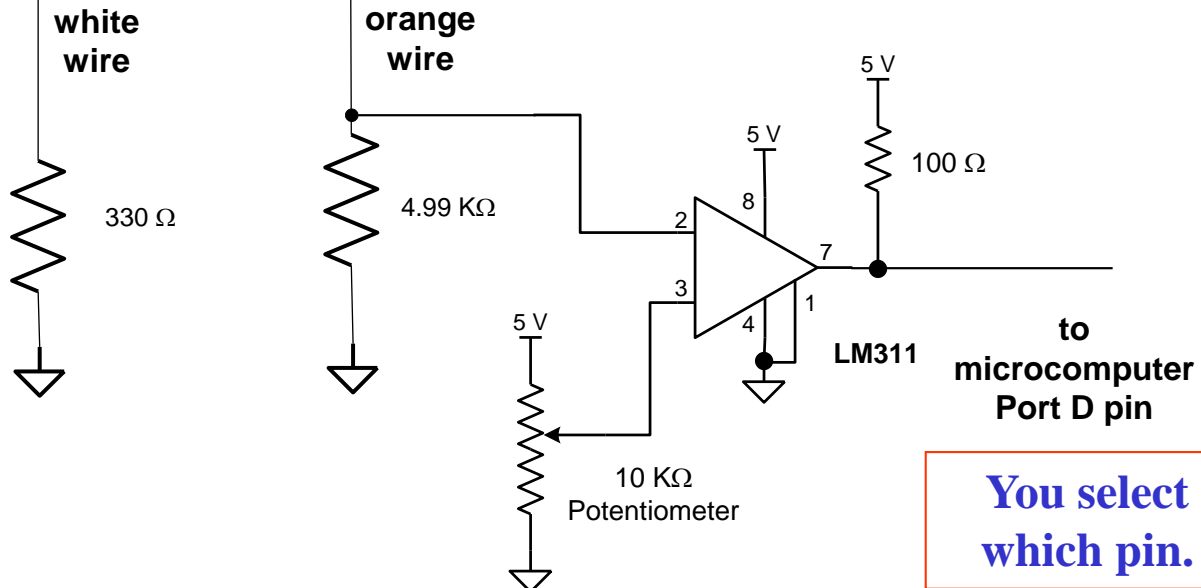 white
wire
orange
wire
330 Ω
4.99 KΩ
5 V
5 V
100 Ω
8
2
7
3
1
4
5 V
LM311
to
microcomputer
Port D pin
10 KΩ
Potentiometer
You select
which pin.